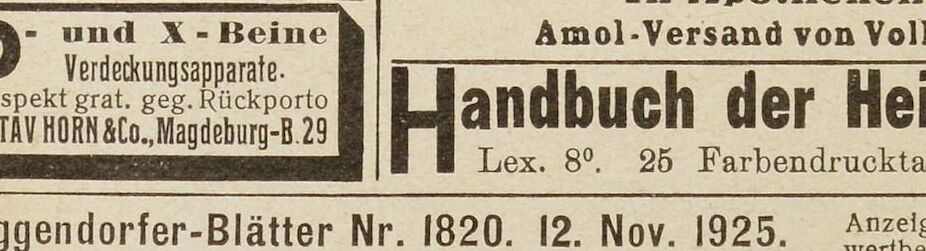 - und X-Beine
Verdeckungsapparate.
spekt grat. geg. Rückporto
TAV HORN & Co., Magdeburg-B. 29
Amol-Versand von Voll
Handbuch der Hei
Lex. 8⁰. 25 Farbendruckta
ggendorfer-Blätter Nr. 1820. 12. Nov. 1925.
Anzeig